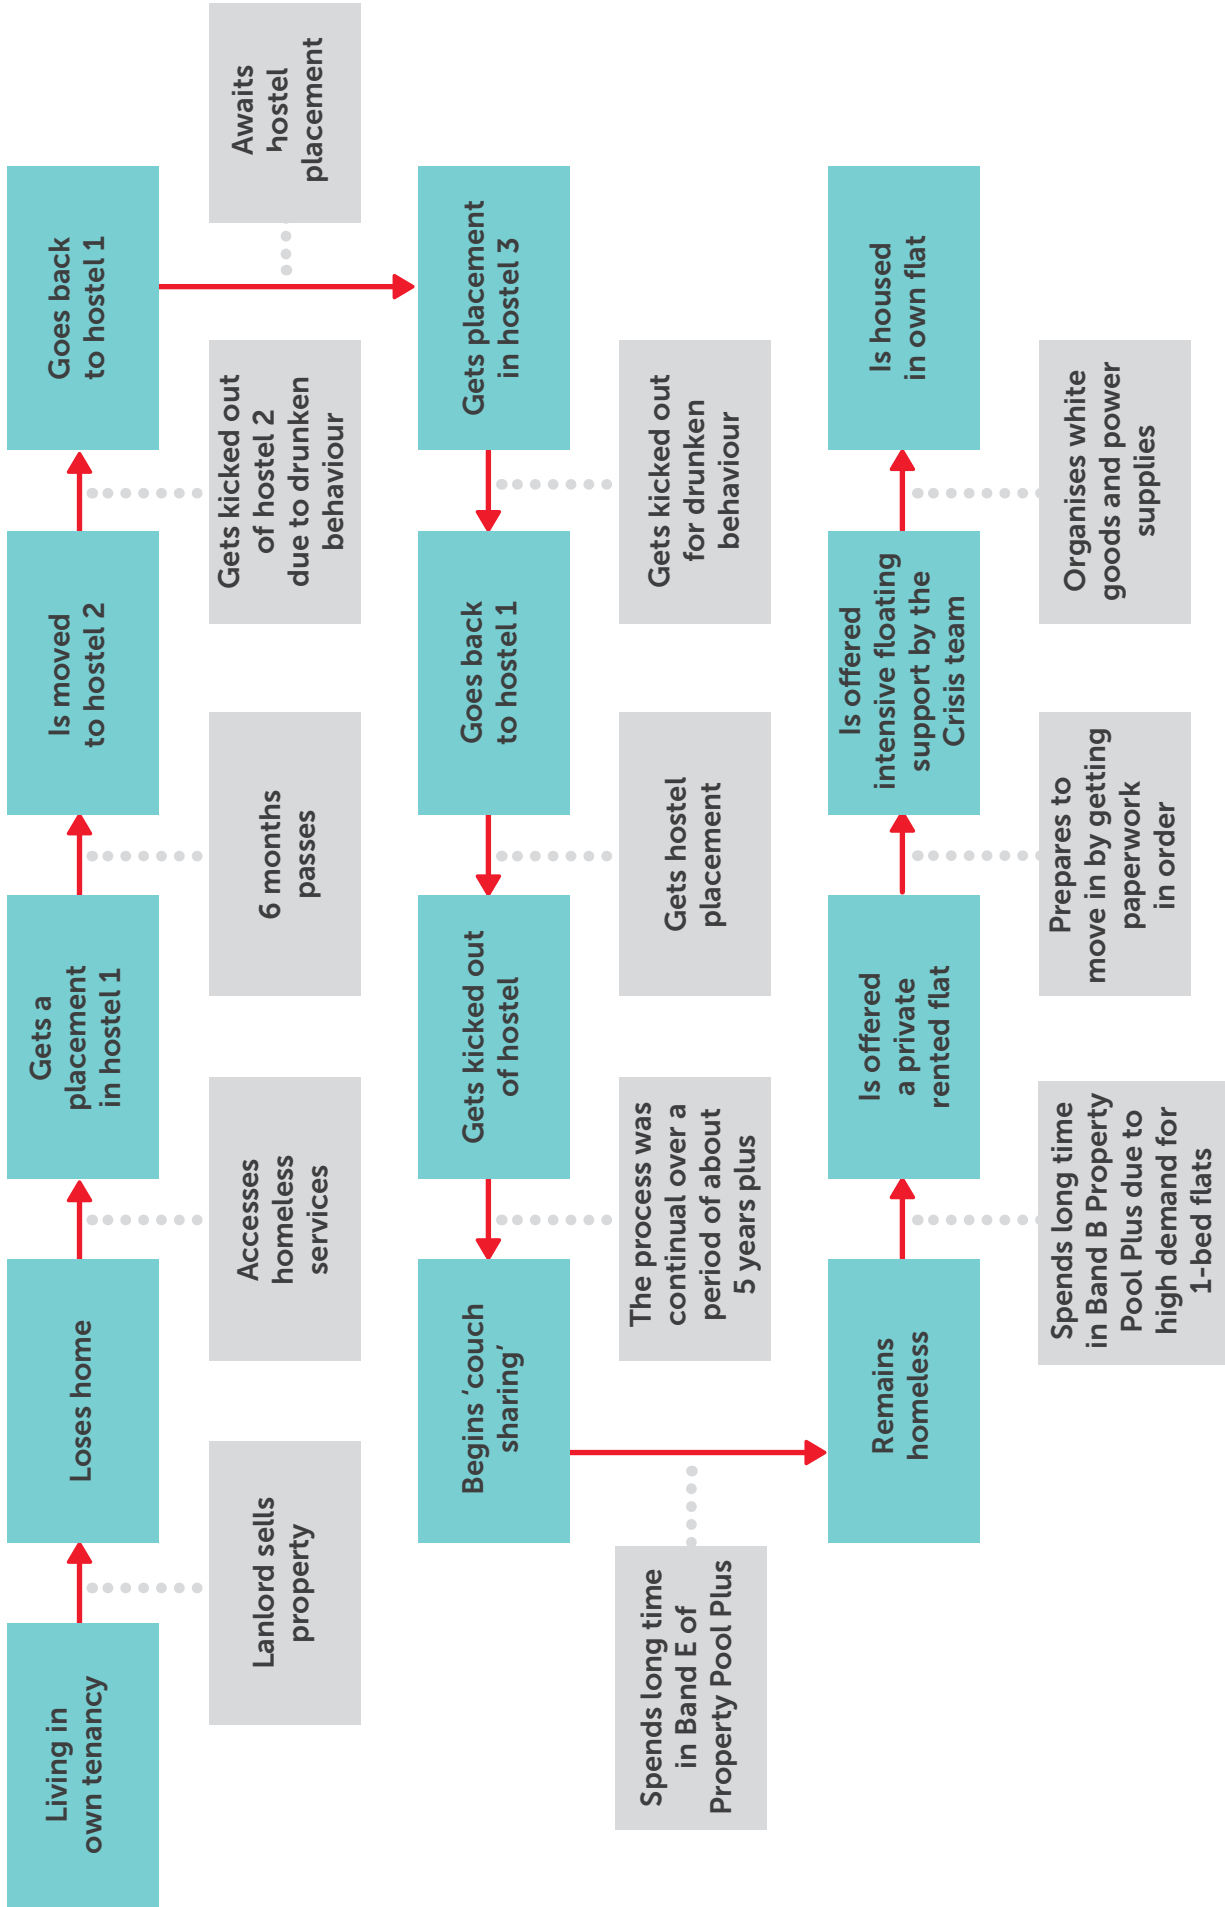 Living in
own tenancy
Lanlord sells
property
Loses home
Accesses
homeless
services
Gets a
placement
in hostel 1
6 months
passes
Is moved
to hostel 2
Gets kicked out
of hostel 2
due to drunken
behaviour
Goes back
to hostel 1
Awaits
hostel
placement
Gets placement
in hostel 3
Gets kicked out
for drunken
behaviour
Goes back
to hostel 1
Gets hostel
placement
Gets kicked out
of hostel
The process was
continual over a
period of about
5 years plus
Begins ‘couch
sharing’
Spends long time
in Band E of
Property Pool Plus
Remains
homeless
Spends long time
in Band B Property
Pool Plus due to
high demand for
1-bed flats
Is offered
a private
rented flat
Prepares to
move in by getting
paperwork
in order
Is offered
intensive floating
support by the
Crisis team
Organises white
goods and power
supplies
Is housed
in own flat